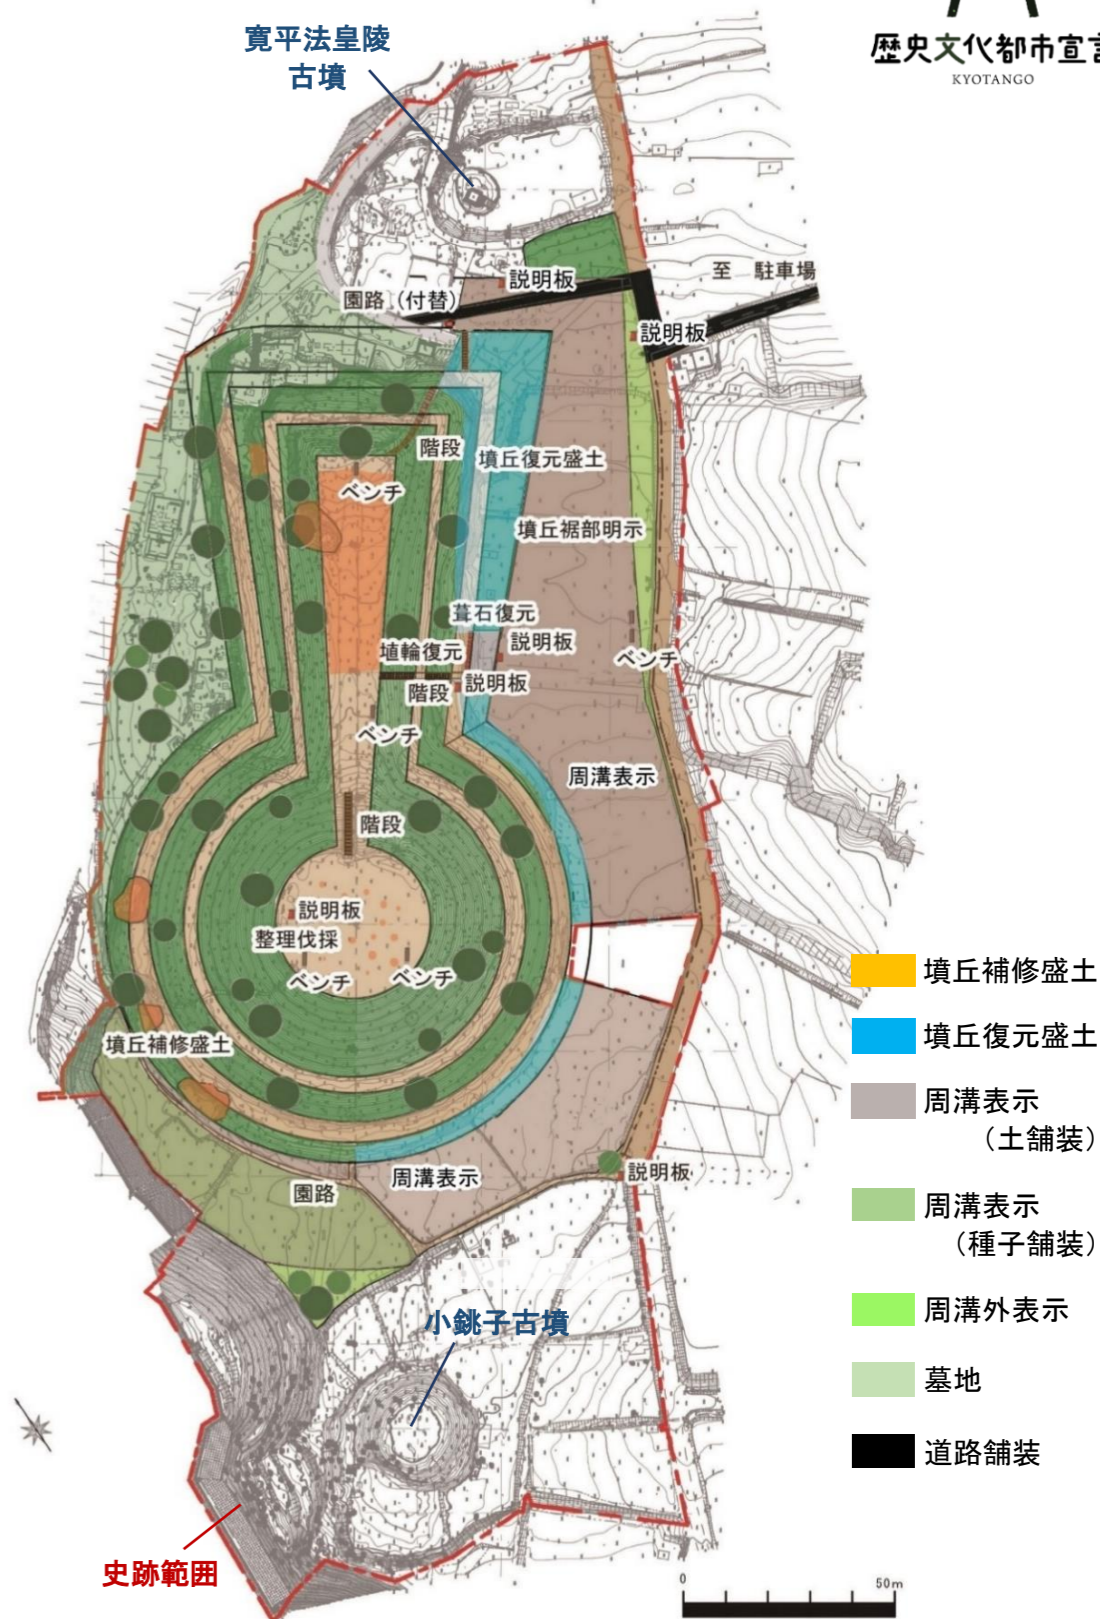 寛平法皇陵
古墳
歴史文化都市宣言
KYOTANGO
説明板
至 駐車場
園路（付替）
説明板
階段
墳丘復元盛土
ベンチ
墳丘裾部明示
葺石復元
説明板
埴輪復元
ベンチ
説明板
階段
ベンチ
周溝表示
階段
説明板
整理伐採
ベンチ
ベンチ
墳丘補修盛土
周溝表示
説明板
園路
小銚子古墳
史跡範囲
墳丘補修盛土
墳丘復元盛土
周溝表示
（土舗装）
周溝表示
（種子舗装）
周溝外表示
墓地
道路舗装
0
50m